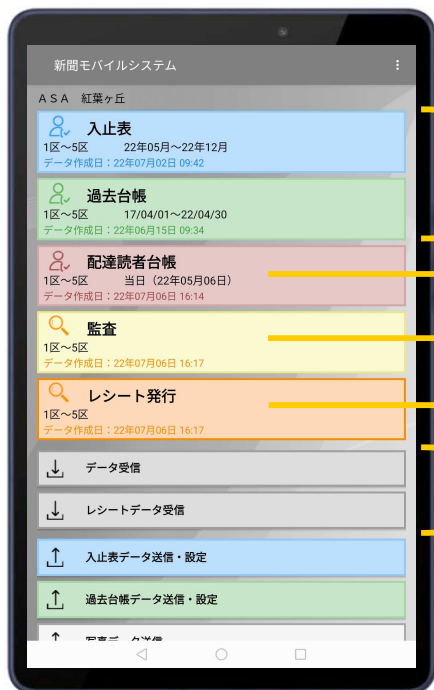 新聞モバイルシステム
ＡＳＡ　紅葉ヶ丘
入止表
1区～5区　22年05月～22年12月
データ作成日：22年07月02日 09:42
過去台帳
1区～5区　17/04/01～22/04/30
データ作成日：22年06月15日 09:34
配達読者台帳
1区～5区　当日（22年05月06日）
データ作成日：22年07月06日 16:14
監査
1区～5区
データ作成日：22年07月06日 16:17
レシート発行
1区～5区
データ作成日：22年07月06日 16:17
データ受信
レシートデータ受信
入止表データ送信・設定
過去台帳データ送信・設定
写真データ送信